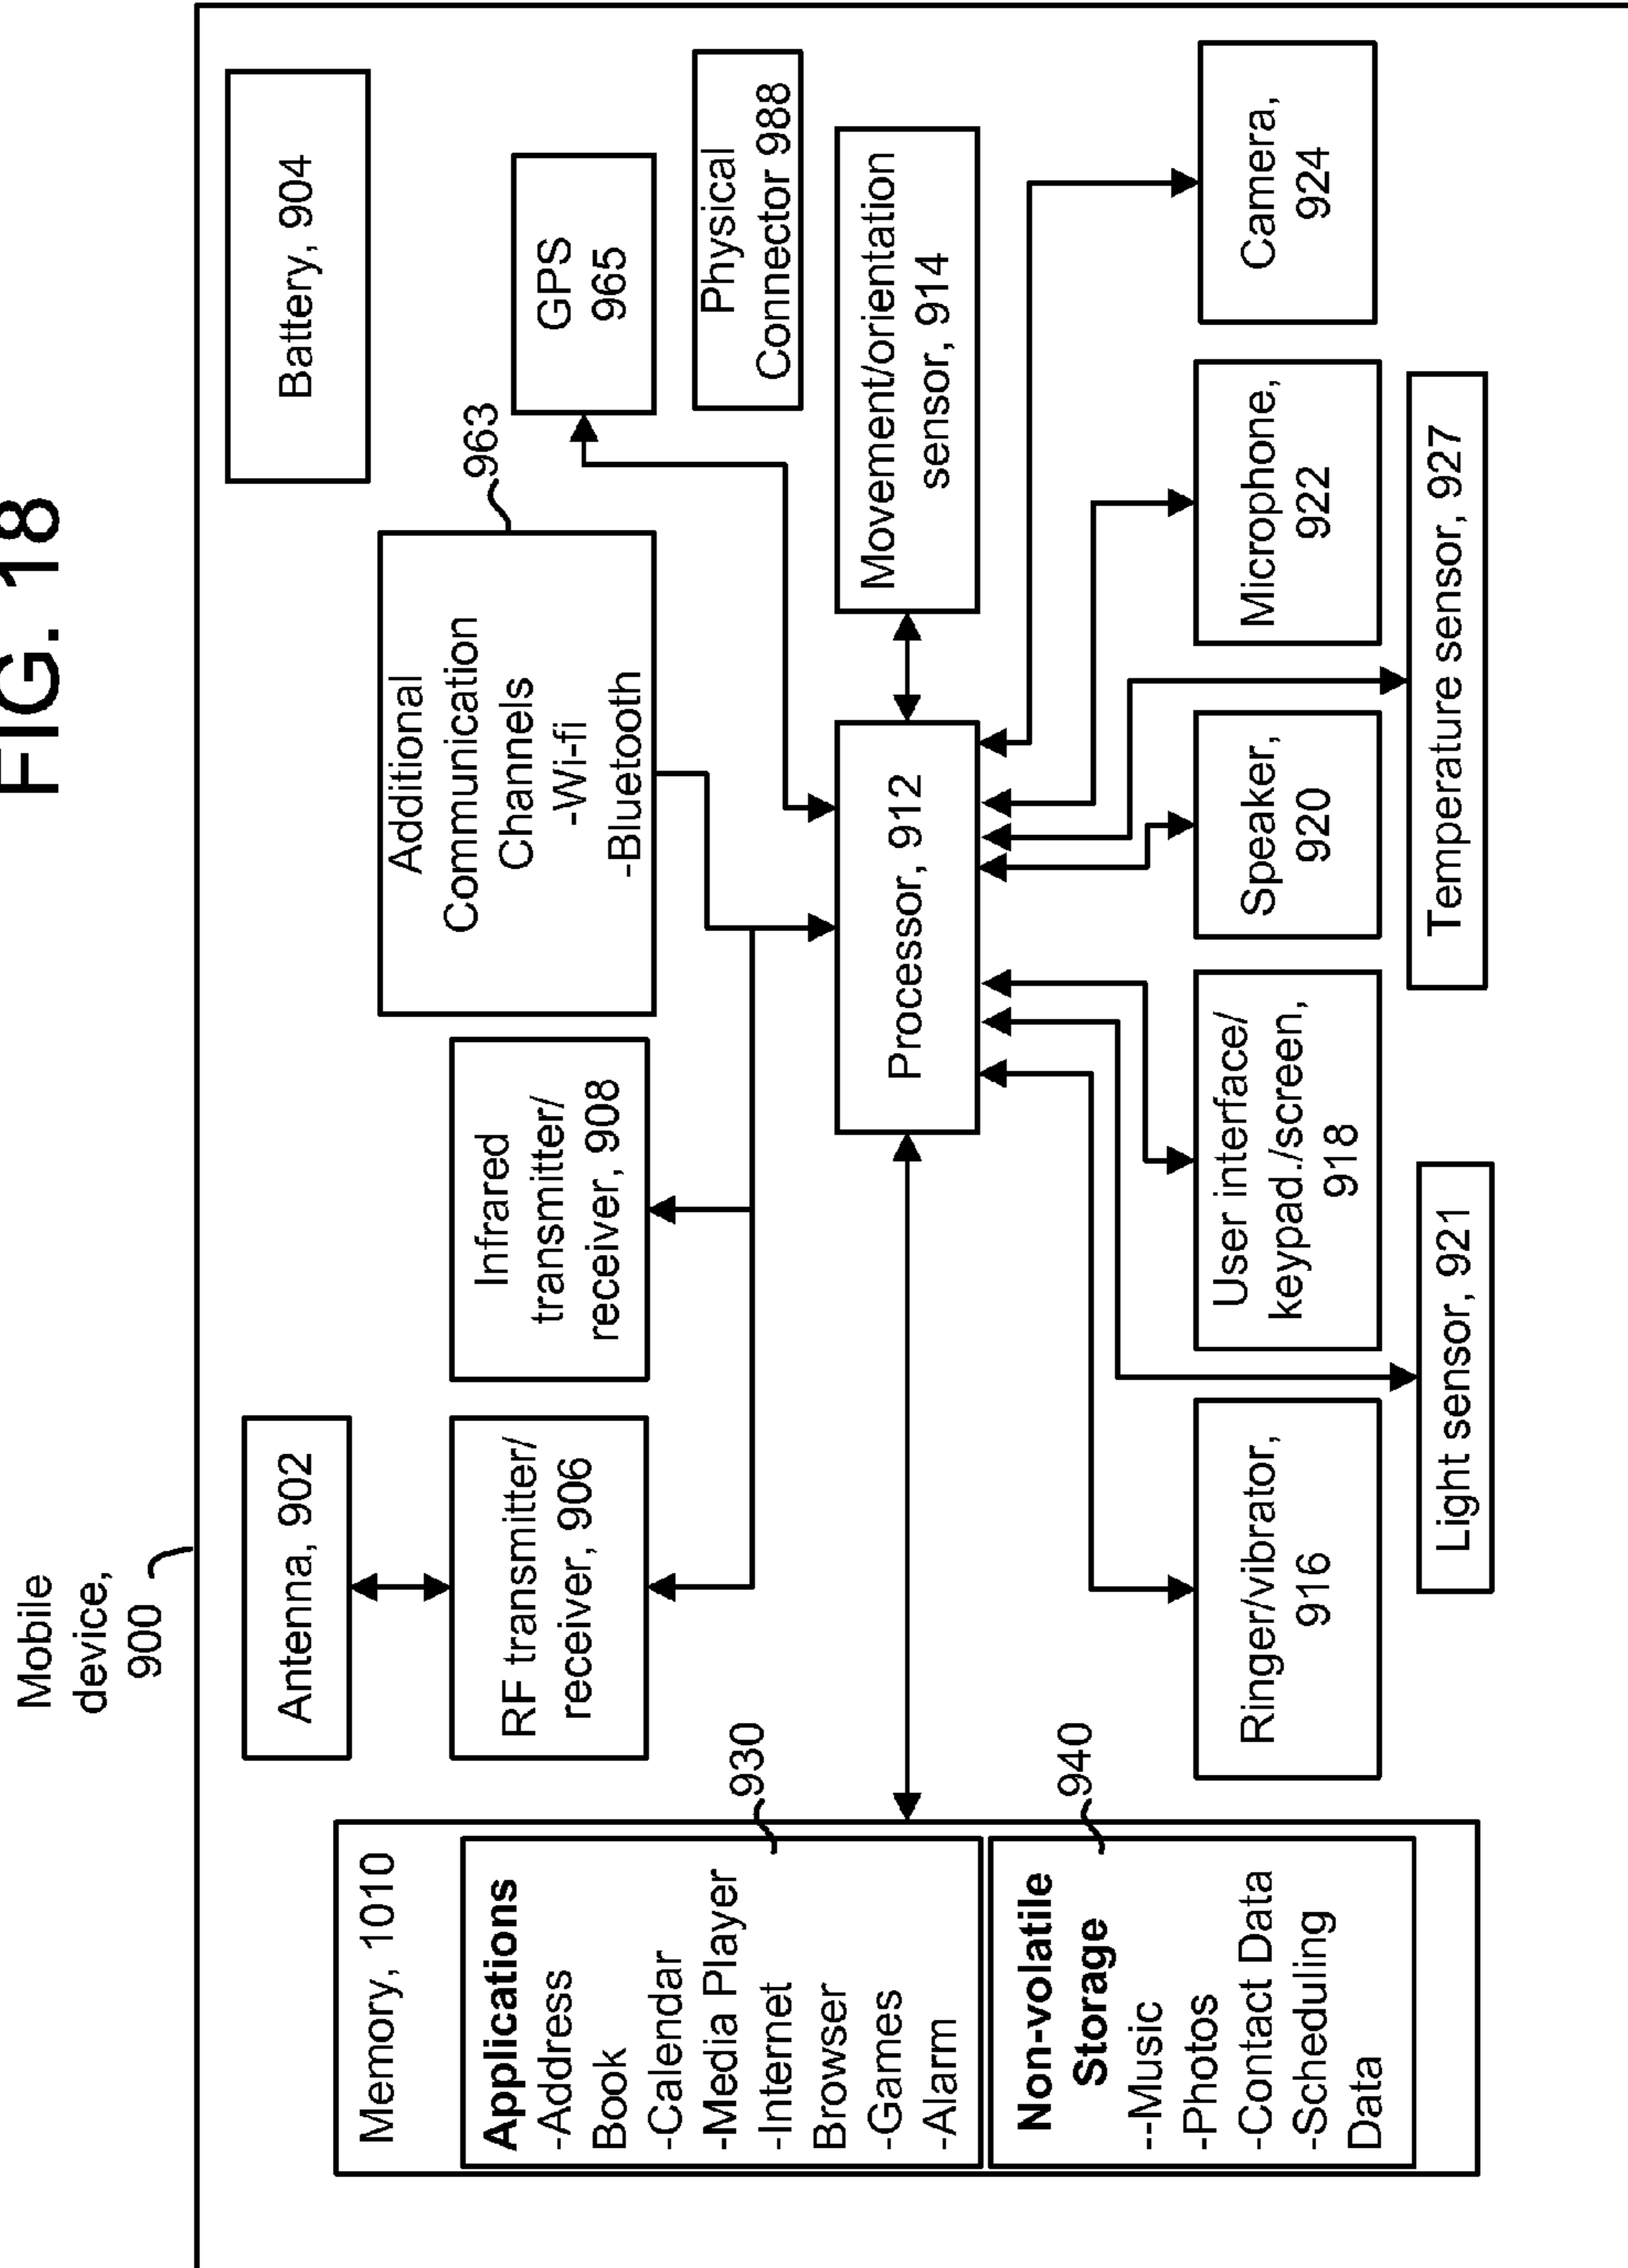 FIG. 18
Mobile
device,
900
Antenna, 902
Battery, 904
RF transmitter/
receiver, 906
Infrared
transmitter/
receiver, 908
Additional
Communication
Channels
-Wi-fi
-Bluetooth
963
GPS
965
Physical
Connector 988
Memory, 1010
930
Applications
-Address
Book
-Calendar
-Media Player
-Internet
Browser
-Games
-Alarm
940
Non-volatile
Storage
--Music
-Photos
-Contact Data
-Scheduling
Data
Processor, 912
Movement/orientation
sensor, 914
Ringer/vibrator,
916
User interface/
keypad./screen,
918
Speaker,
920
Microphone,
922
Camera,
924
Light sensor, 921
Temperature sensor, 927